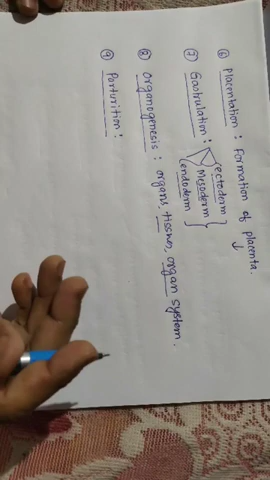 ⑥ Placentation : Formation of placenta.
⑦ Gastrulation : ectoderm
Mesoderm
endoderm
⑧ Organogenesis : organs, tissues, organ system.
⑨ Parturition :